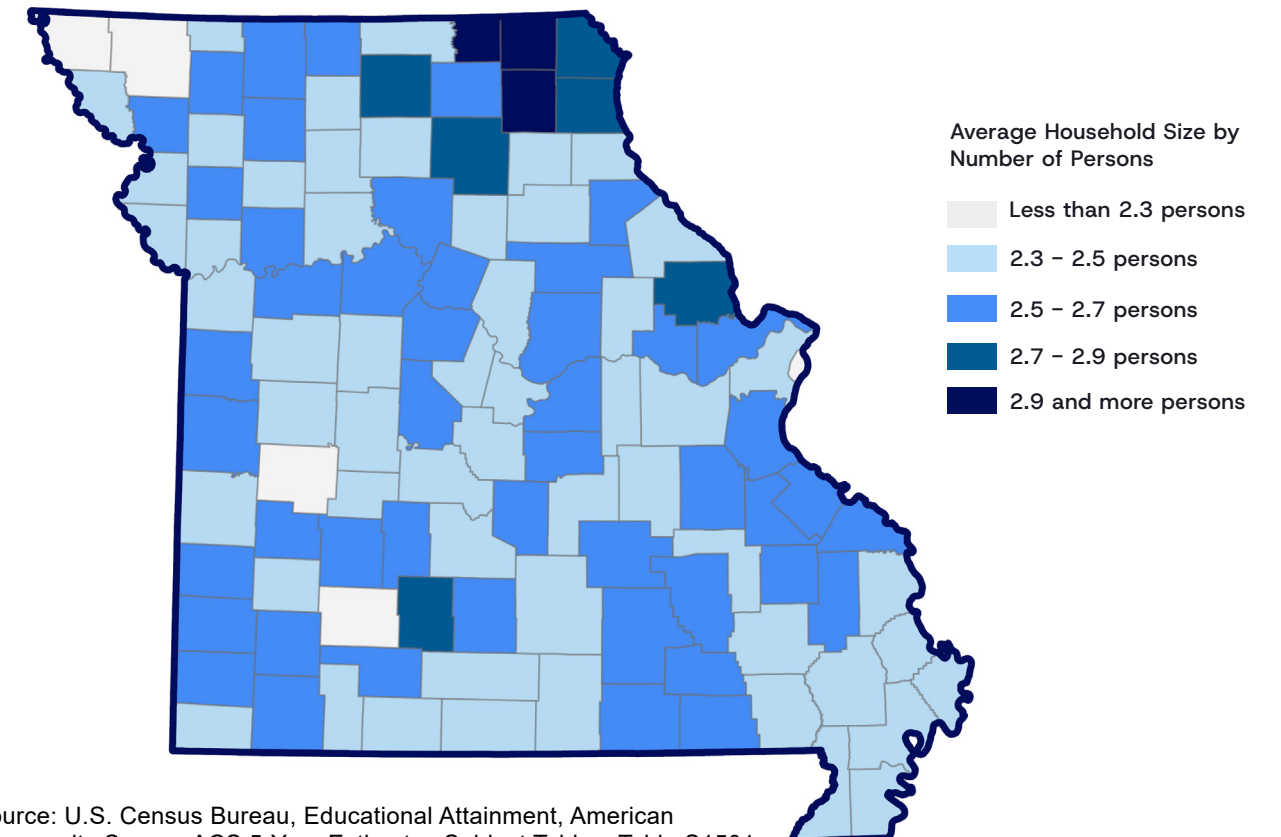 Average Household Size by
Number of Persons
Less than 2.3 persons
2.3 – 2.5 persons
2.5 – 2.7 persons
2.7 – 2.9 persons
2.9 and more persons
ource: U.S. Census Bureau, Educational Attainment, American